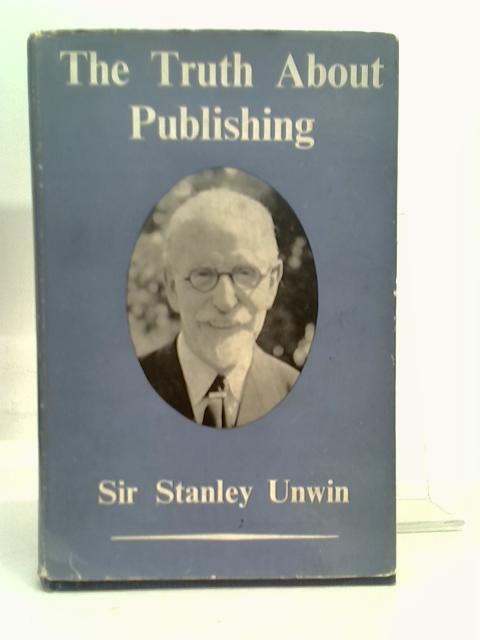 The Truth About
Publishing
Sir Stanley Unwin